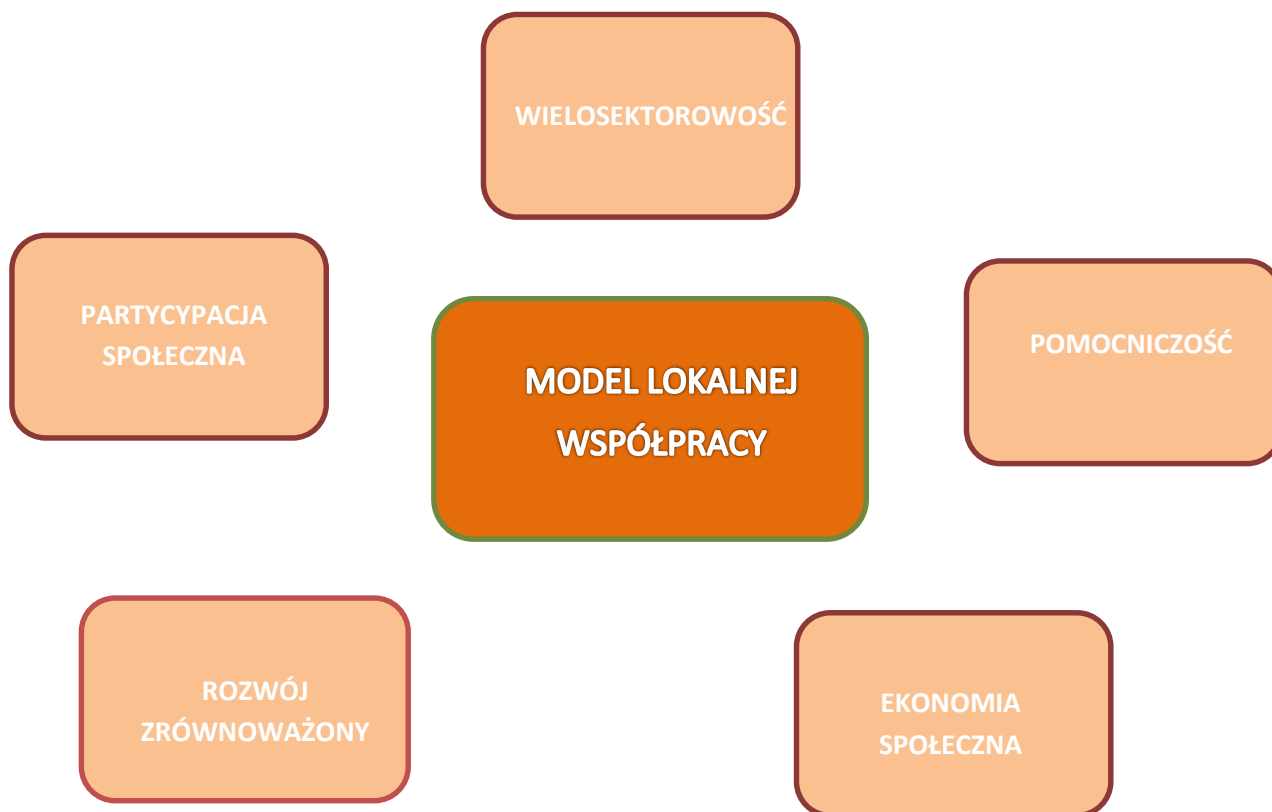 WIELOSEKTOROWOŚĆ
PARTYCYPACJA
SPOŁECZNA
POMOCNICZOŚĆ
MODEL LOKALNEJ
WSPÓŁPRACY
ROZWÓJ
ZRÓWNOWAŻONY
EKONOMIA
SPOŁECZNA